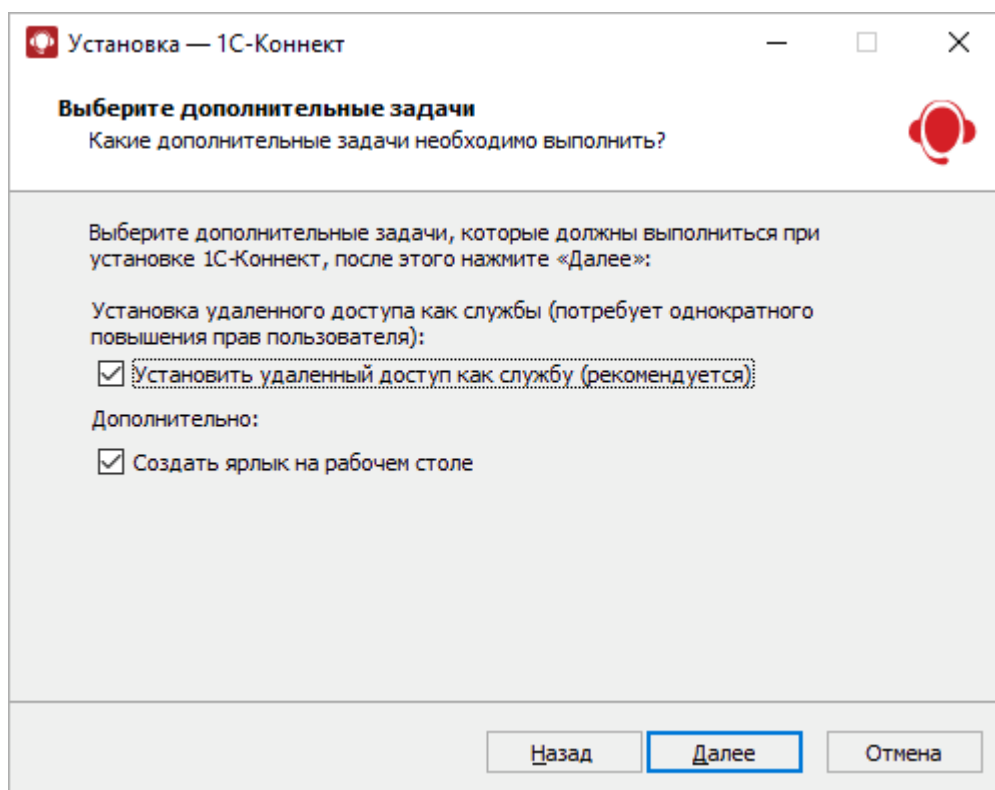 Установка — 1С-Коннект
Выберите дополнительные задачи
Какие дополнительные задачи необходимо выполнить?
Выберите дополнительные задачи, которые должны выполниться при
установке 1С-Коннект, после этого нажмите «Далее»:
Установка удаленного доступа как службы (потребует однократного
повышения прав пользователя):
Установить удаленный доступ как службу (рекомендуется)
Дополнительно:
Создать ярлык на рабочем столе
Назад Далее Отмена